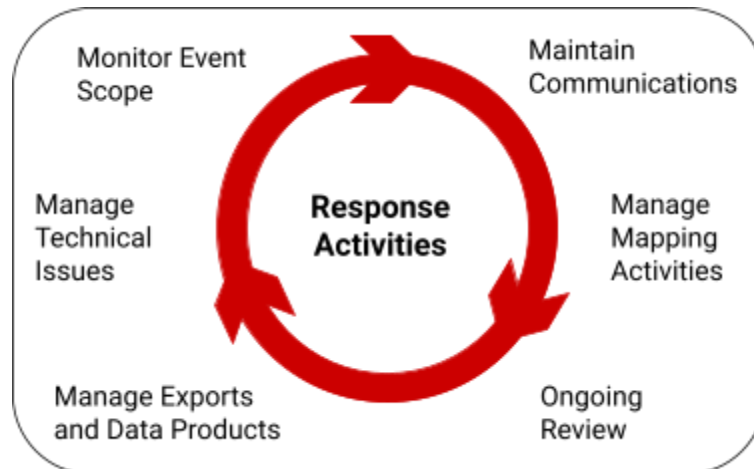 Monitor Event
Scope
Maintain
Communications
Manage
Technical
Issues
Response
Activities
Manage
Mapping
Activities
Manage Exports
and Data Products
Ongoing
Review